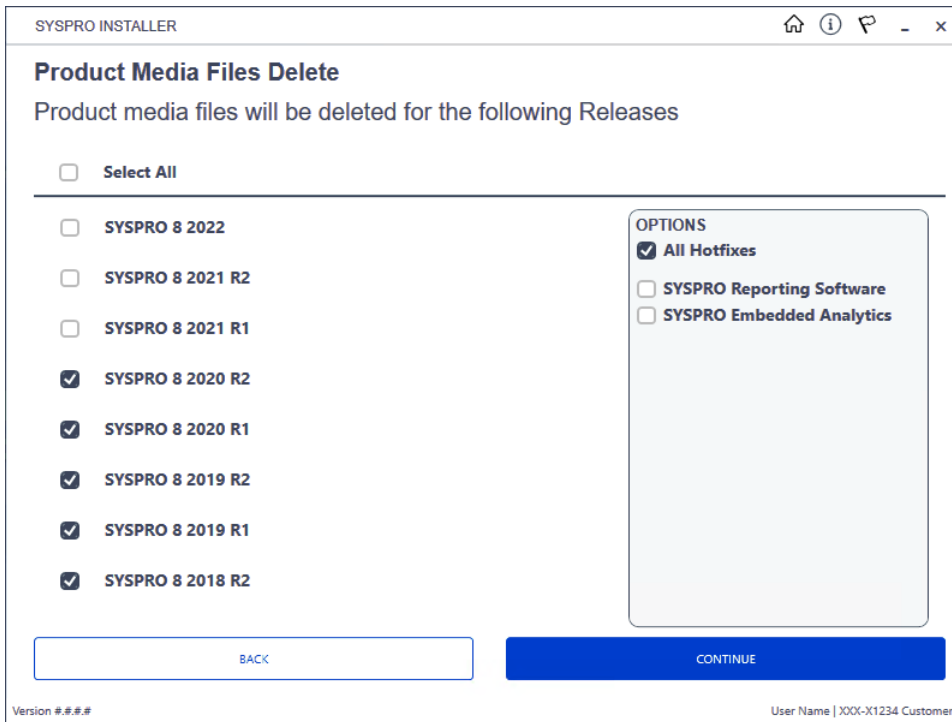 SYSPRO INSTALLER
Product Media Files Delete
Product media files will be deleted for the following Releases
Select All
SYSPRO 8 2022
SYSPRO 8 2021 R2
SYSPRO 8 2021 R1
SYSPRO 8 2020 R2
SYSPRO 8 2020 R1
SYSPRO 8 2019 R2
SYSPRO 8 2019 R1
SYSPRO 8 2018 R2
OPTIONS
All Hotfixes
SYSPRO Reporting Software
SYSPRO Embedded Analytics
BACK
CONTINUE
Version #.#.#.#
User Name | XXX-X1234 Customer